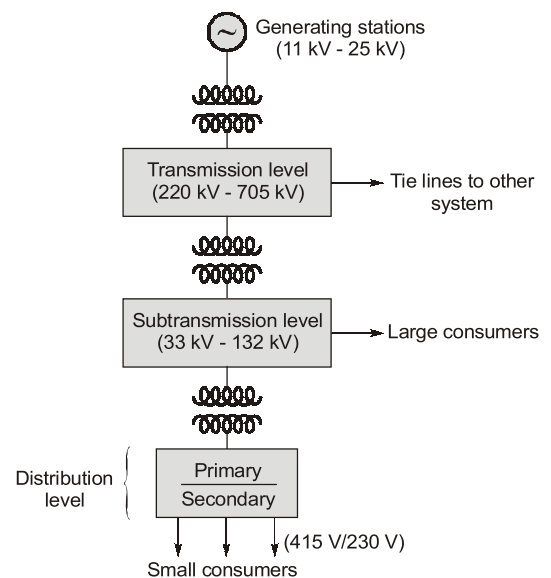 Generating stations
(11 kV - 25 kV)
Transmission level
(220 kV - 705 kV)
Tie lines to other
system
Subtransmission level
(33 kV - 132 kV)
Large consumers
Distribution
level
Primary
Secondary
(415 V/230 V)
Small consumers